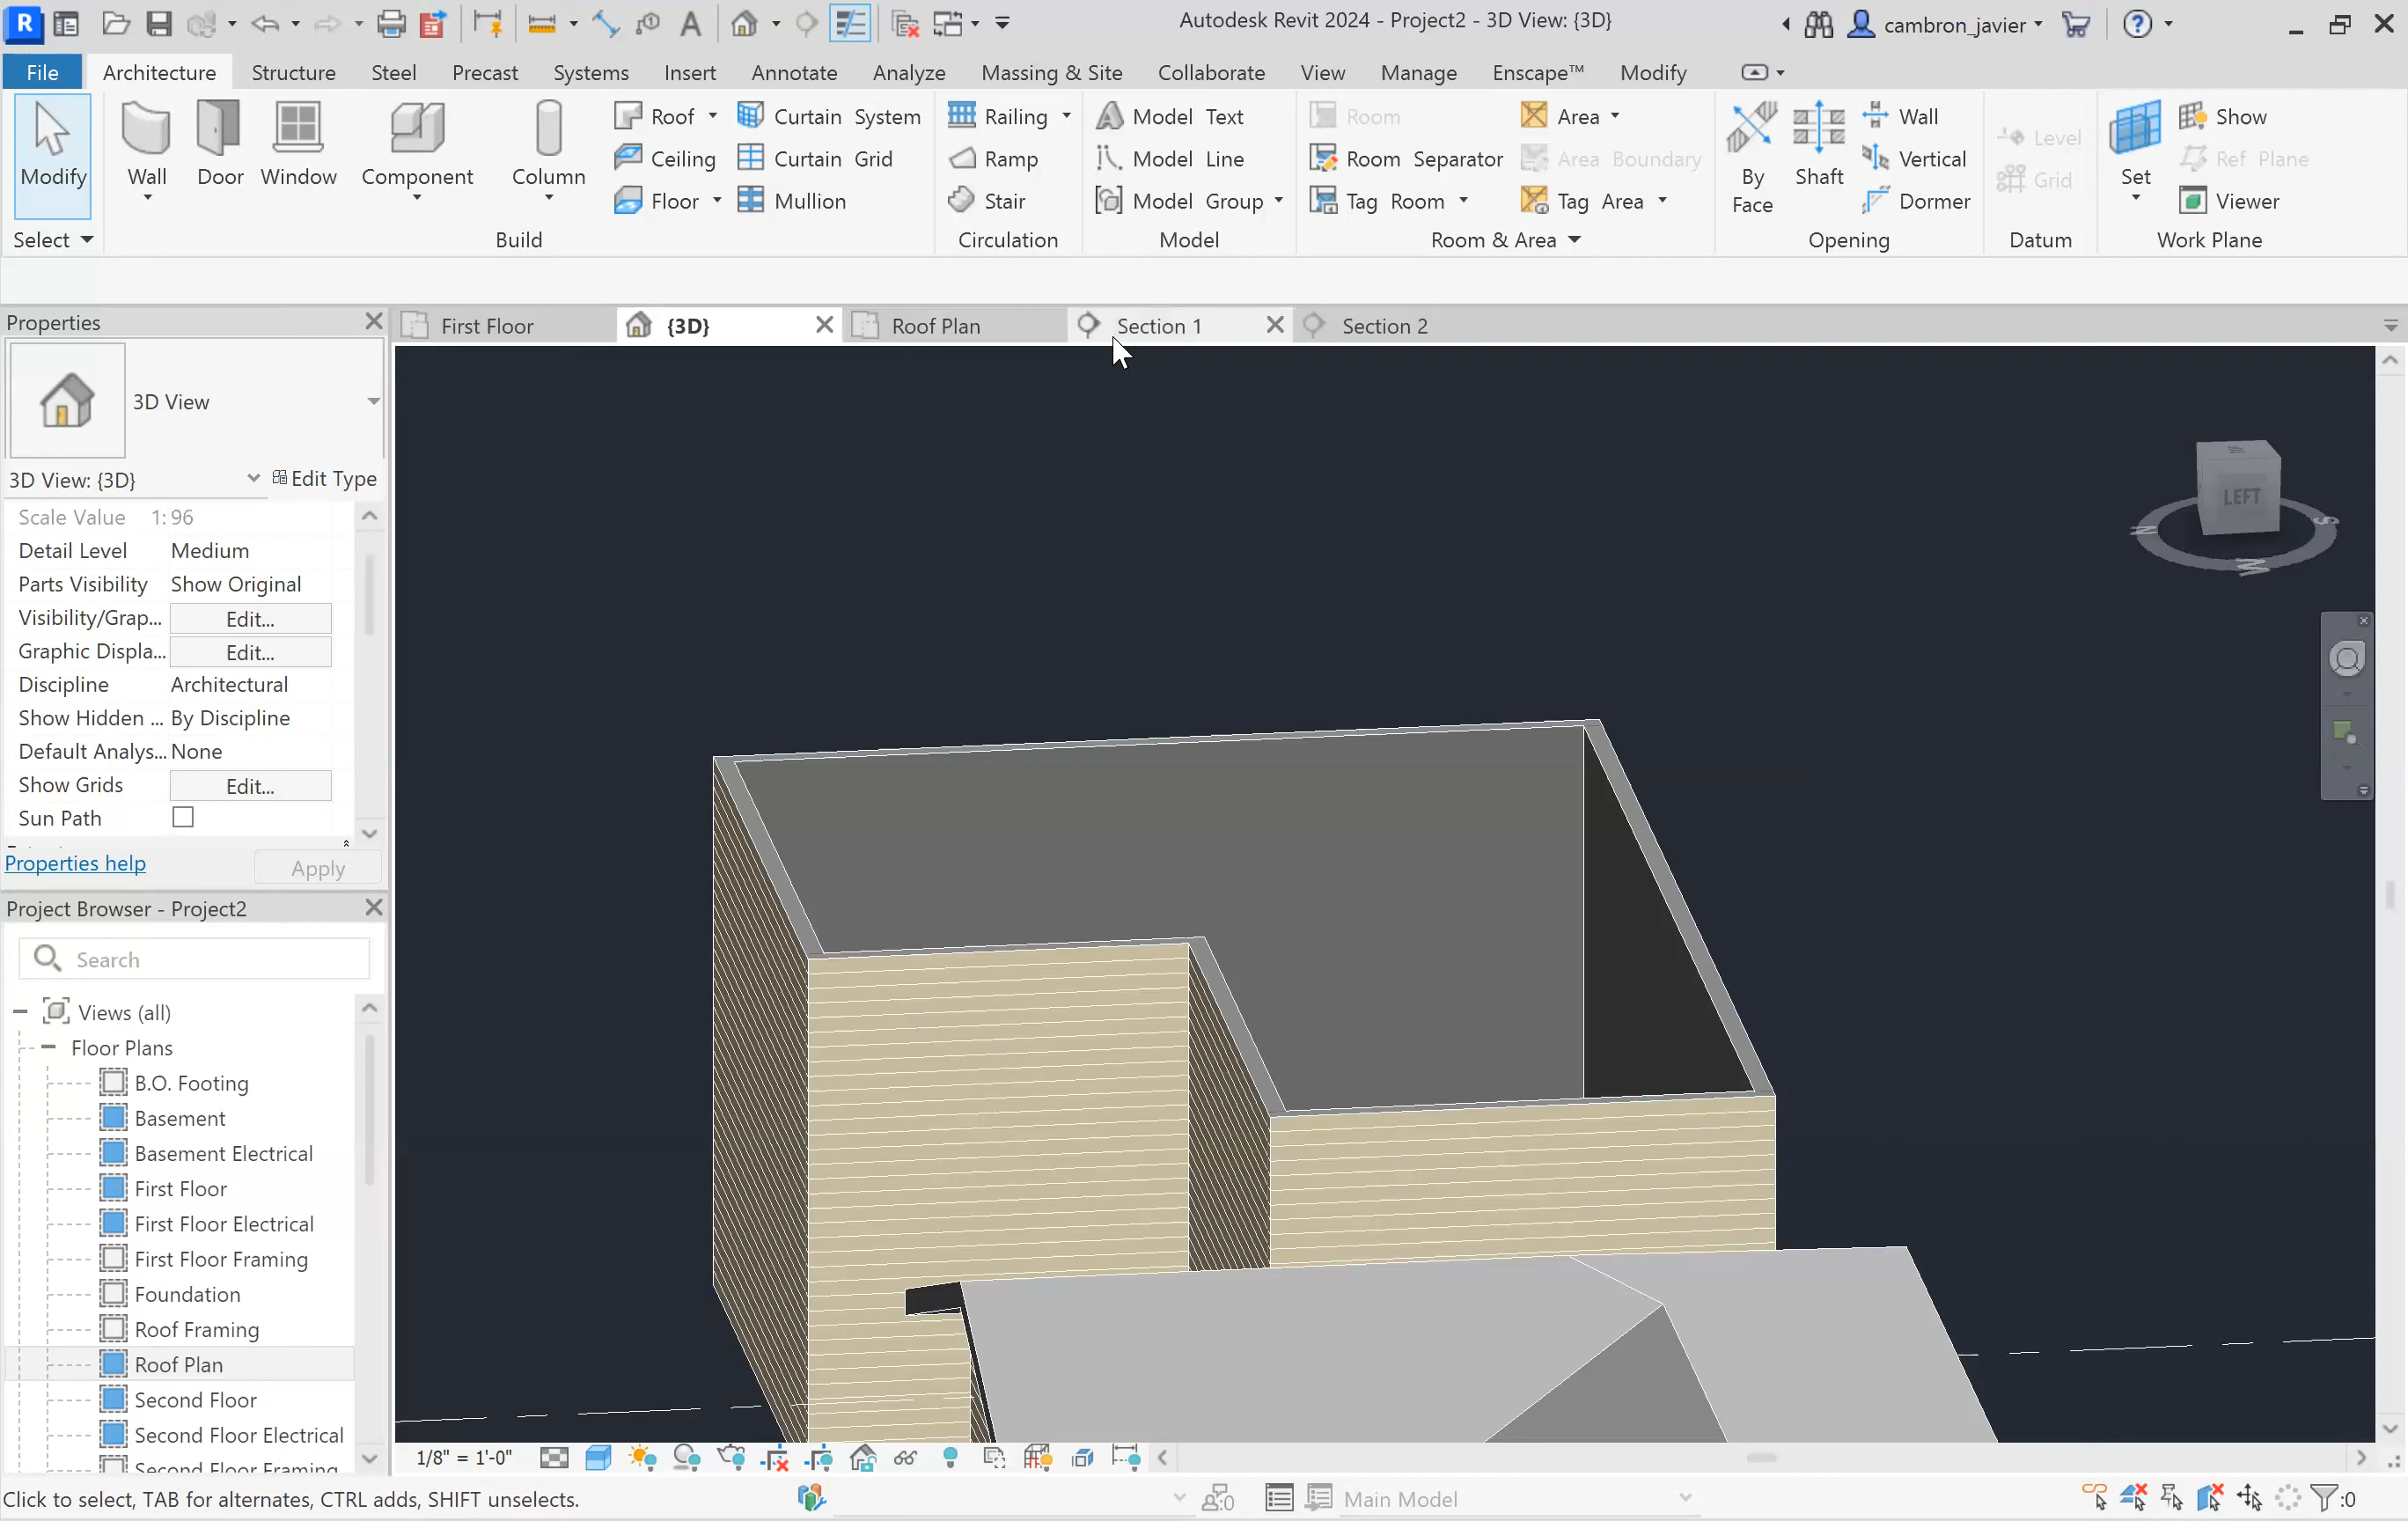 R
Autodesk Revit 2024 - Project2 - 3D View: {3D}
cambron_javier
File Architecture Structure Steel Precast Systems Insert Annotate Analyze Massing & Site Collaborate View Manage Enscape™ Modify
Modify
Wall
Door
Window
Component
Column
Roof
Ceiling
Floor
Curtain System
Curtain Grid
Mullion
Railing
Ramp
Stair
Model Text
Model Line
Model Group
Room
Room Separator
Tag Room
Area
Area Boundary
Tag Area
By
Face
Shaft
Wall
Vertical
Dormer
Level
Grid
Set
Show
Ref Plane
Viewer
Select
Build
Circulation
Model
Room & Area
Opening
Datum
Work Plane
Properties
First Floor
{3D}
Roof Plan
Section 1
Section 2
3D View
3D View: {3D}
Edit Type
Scale Value 1: 96
Detail Level Medium
Parts Visibility Show Original
Visibility/Grap... Edit...
Graphic Displa... Edit...
Discipline Architectural
Show Hidden ... By Discipline
Default Analys... None
Show Grids Edit...
Sun Path
Properties help
Apply
LEFT
N
S
W
Project Browser - Project2
Search
Views (all)
Floor Plans
B.O. Footing
Basement
Basement Electrical
First Floor
First Floor Electrical
First Floor Framing
Foundation
Roof Framing
Roof Plan
Second Floor
Second Floor Electrical
Second Floor Framing
1/8" = 1'-0"
Click to select, TAB for alternates, CTRL adds, SHIFT unselects.
:0
Main Model
:0